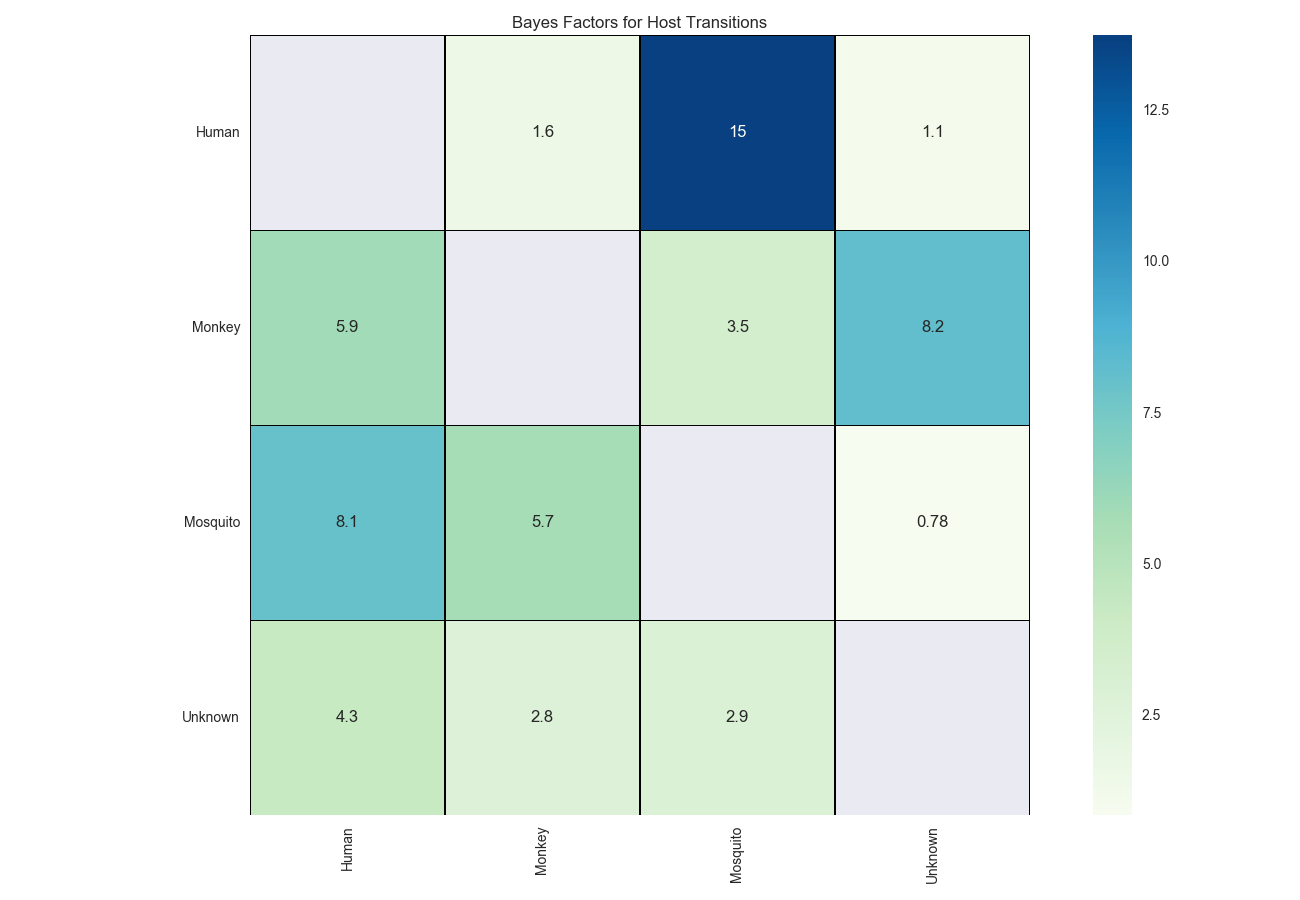 Bayes Factors for Host Transitions
Human 1.6 15 1.1
Monkey 5.9 3.5 8.2
Mosquito 8.1 5.7 0.78
Unknown 4.3 2.8 2.9
Human Monkey Mosquito Unknown
12.5
10.0
7.5
5.0
2.5